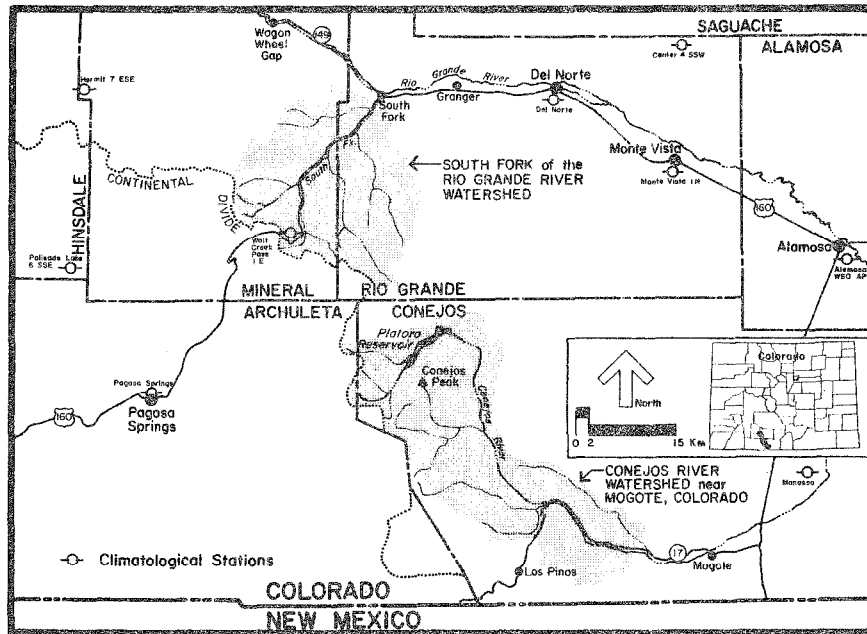 SAGUACHE
ALAMOSA
Wagon
Wheel
Gap
149
Center 4 SSW
Hermit 7 ESE
Rio Grande River
Del Norte
South
Fork
Granger
Del Norte
Monte Vista
Monte Vista
South Fk
SOUTH FORK of the
RIO GRANDE RIVER
WATERSHED
CONTINENTAL
DIVIDE
HINSDALE
160
Alamosa
Alamosa
WSO AP
Wolf
Creek
Pass
1 E
Palisade Lake
6 SSE
MINERAL
RIO GRANDE
ARCHULETA
CONEJOS
Platoro
Reservoir
Conejos
Peak
Conejos River
Colorado
North
0 2 15 Km
Pagosa Springs
Pagosa
Springs
160
CONEJOS RIVER
WATERSHED near
MOGOTE, COLORADO
Manassa
Climatological Stations
17
Mogote
Los Pinos
COLORADO
NEW MEXICO